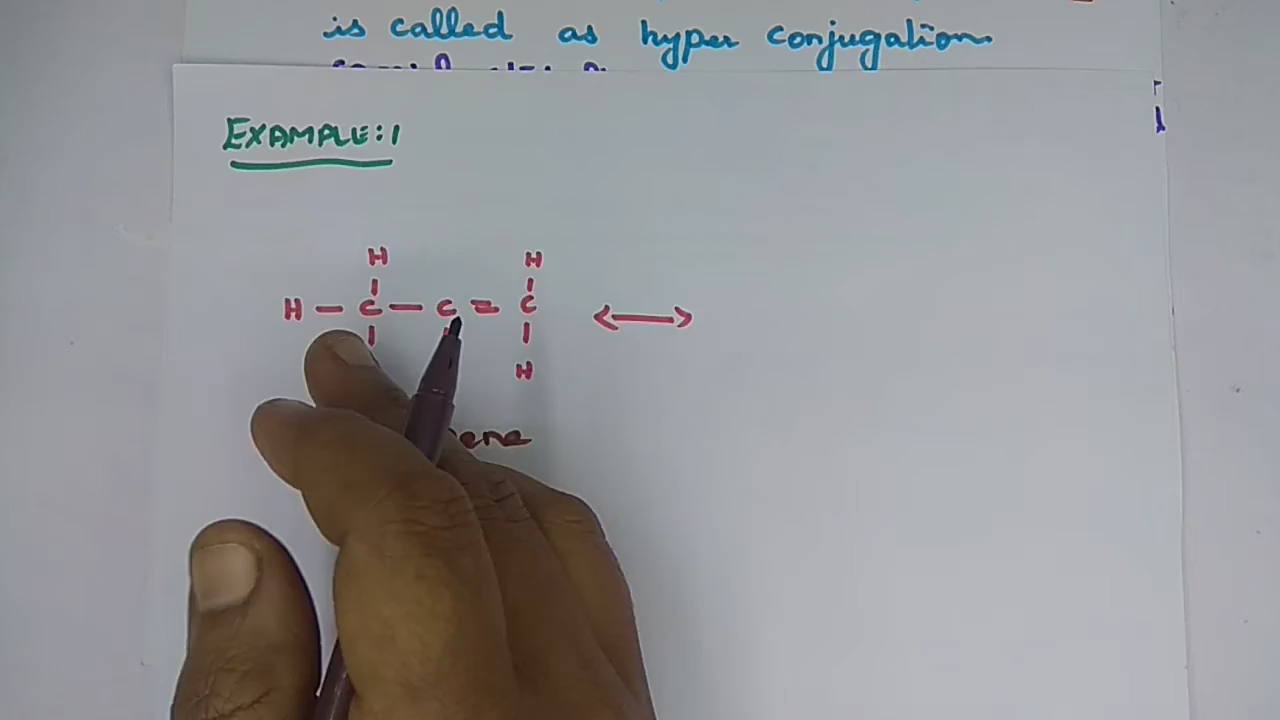 is called as hyper conjugation.
EXAMPLE: 1
H H
H - C - C = C ⟷
H